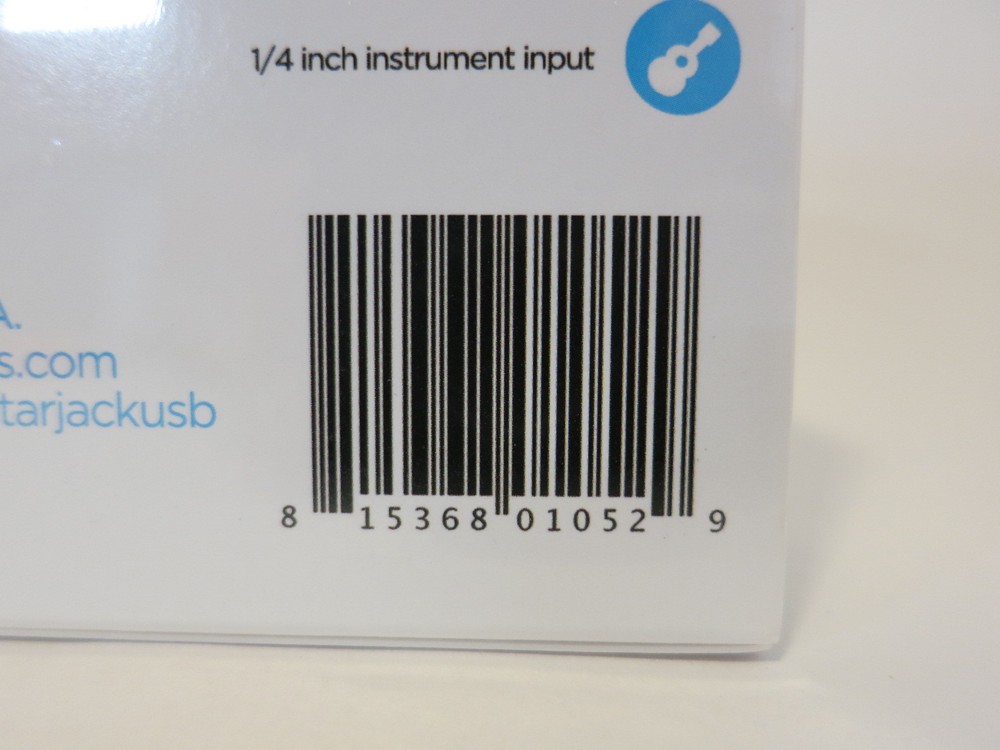 1/4 inch instrument input
A.
s.com
tarjackusb
8 15368 01052 9